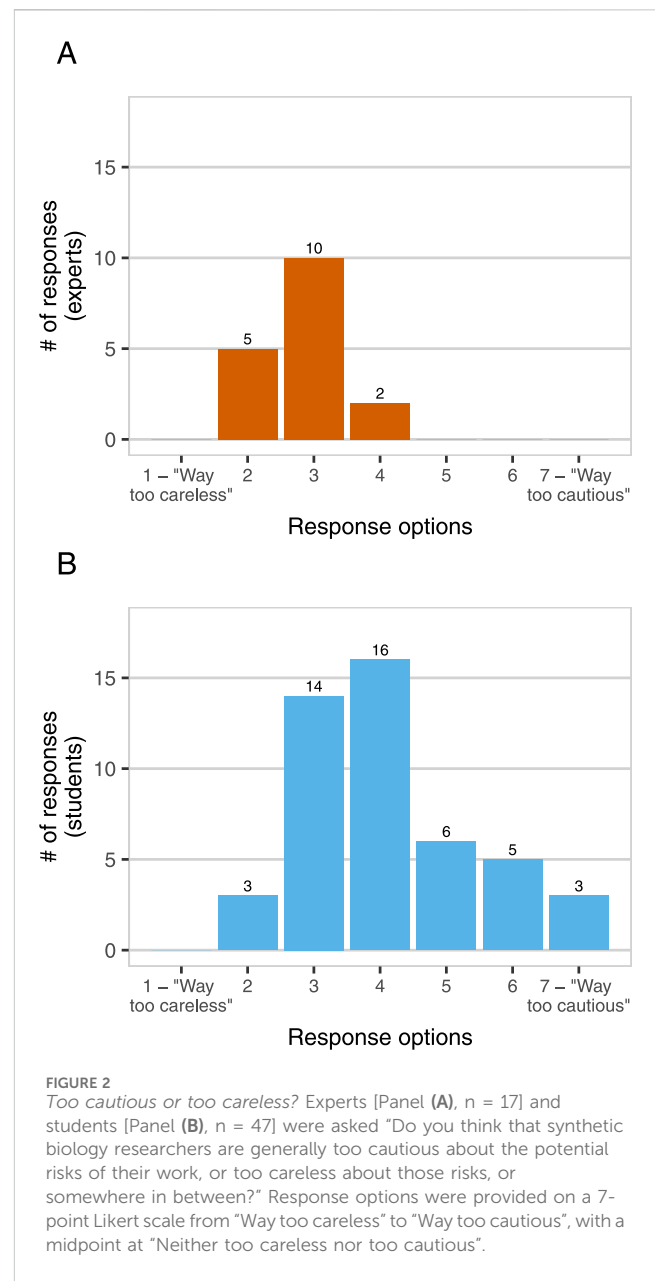 A
15
10
5
0
# of responses
(experts)
5
10
2
1 – "Way
too careless"
2
3
4
5
6
7 – "Way
too cautious"
Response options
B
15
10
5
0
# of responses
(students)
3
14
16
6
5
3
1 – "Way
too careless"
2
3
4
5
6
7 – "Way
too cautious"
Response options
FIGURE 2
Too cautious or too careless? Experts [Panel (A), n = 17] and
students [Panel (B), n = 47] were asked “Do you think that synthetic
biology researchers are generally too cautious about the potential
risks of their work, or too careless about those risks, or
somewhere in between?” Response options were provided on a 7-
point Likert scale from “Way too careless” to “Way too cautious”, with a
midpoint at “Neither too careless nor too cautious”.